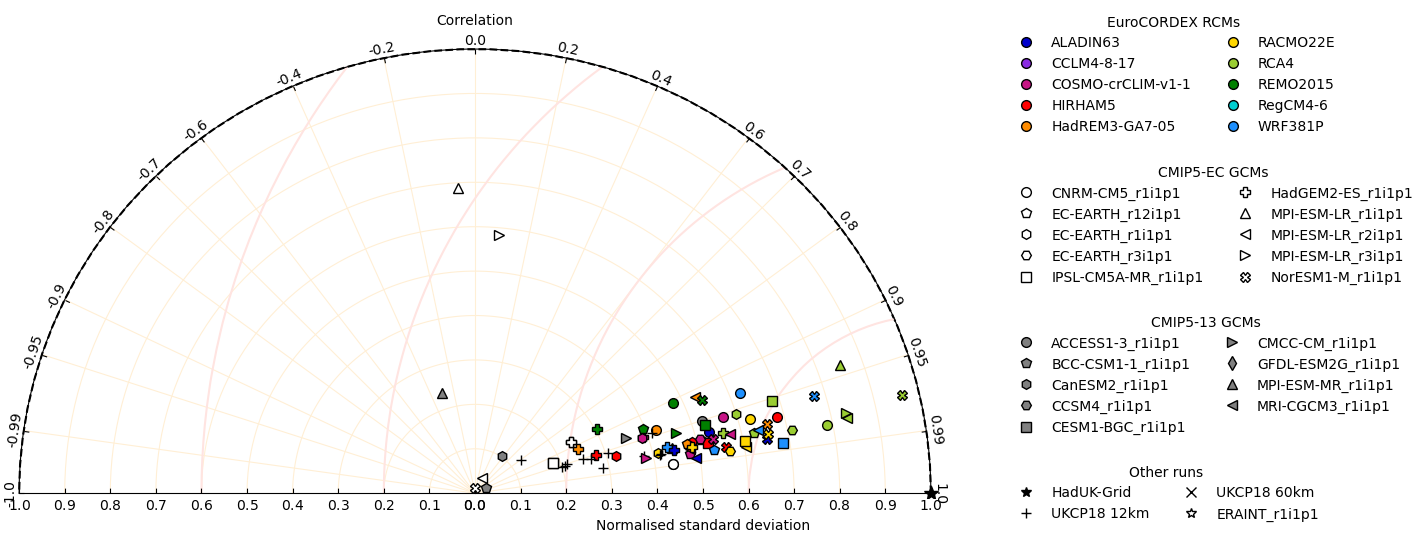 Correlation
0.0
-0.2
0.2
-0.4
0.4
-0.6
0.6
-0.7
0.7
-0.8
0.8
-0.9
0.9
-0.95
0.95
-0.99
0.99
-1.0
1.0
1.0 0.9 0.8 0.7 0.6 0.5 0.4 0.3 0.2 0.1 0.0 0.1 0.2 0.3 0.4 0.5 0.6 0.7 0.8 0.9 1.0
Normalised standard deviation
EuroCORDEX RCMs
ALADIN63
CCLM4-8-17
COSMO-crCLIM-v1-1
HIRHAM5
HadREM3-GA7-05
RACMO22E
RCA4
REMO2015
RegCM4-6
WRF381P
CMIP5-EC GCMs
CNRM-CM5_r1i1p1
EC-EARTH_r12i1p1
EC-EARTH_r1i1p1
EC-EARTH_r3i1p1
IPSL-CM5A-MR_r1i1p1
HadGEM2-ES_r1i1p1
MPI-ESM-LR_r1i1p1
MPI-ESM-LR_r2i1p1
MPI-ESM-LR_r3i1p1
NorESM1-M_r1i1p1
CMIP5-13 GCMs
ACCESS1-3_r1i1p1
BCC-CSM1-1_r1i1p1
CanESM2_r1i1p1
CCSM4_r1i1p1
CESM1-BGC_r1i1p1
CMCC-CM_r1i1p1
GFDL-ESM2G_r1i1p1
MPI-ESM-MR_r1i1p1
MRI-CGCM3_r1i1p1
Other runs
HadUK-Grid
UKCP18 12km
UKCP18 60km
ERAINT_r1i1p1